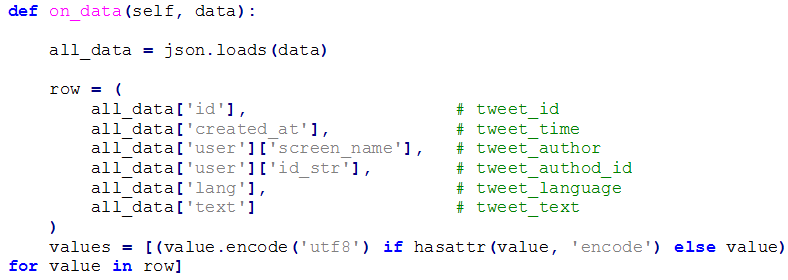 def on_data(self, data):
all_data = json.loads(data)
row = (
all_data['id'], # tweet_id
all_data['created_at'], # tweet_time
all_data['user']['screen_name'], # tweet_author
all_data['user']['id_str'], # tweet_authod_id
all_data['lang'], # tweet_language
all_data['text'] # tweet_text
)
values = [(value.encode('utf8') if hasattr(value, 'encode') else value)
for value in row]